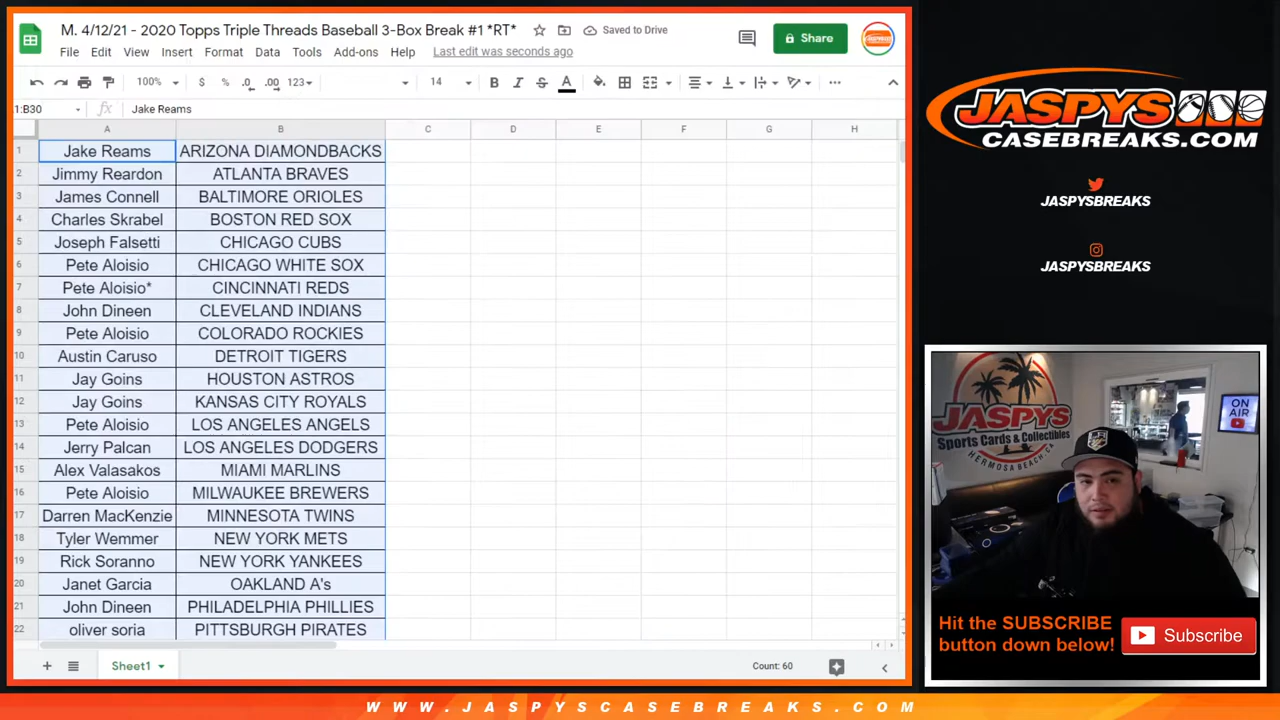 M. 4/12/21 - 2020 Topps Triple Threads Baseball 3-Box Break #1 *RT*
Saved to Drive
Share
File Edit View Insert Format Data Tools Add-ons Help Last edit was seconds ago
100% $ % .0 .00 123 14 B I S A
1:B30 fx Jake Reams
A B C D E F G H
1 Jake Reams ARIZONA DIAMONDBACKS
2 Jimmy Reardon ATLANTA BRAVES
3 James Connell BALTIMORE ORIOLES
4 Charles Skrabel BOSTON RED SOX
5 Joseph Falsetti CHICAGO CUBS
6 Pete Aloisio CHICAGO WHITE SOX
7 Pete Aloisio* CINCINNATI REDS
8 John Dineen CLEVELAND INDIANS
9 Pete Aloisio COLORADO ROCKIES
10 Austin Caruso DETROIT TIGERS
11 Jay Goins HOUSTON ASTROS
12 Jay Goins KANSAS CITY ROYALS
13 Pete Aloisio LOS ANGELES ANGELS
14 Jerry Palcan LOS ANGELES DODGERS
15 Alex Valasakos MIAMI MARLINS
16 Pete Aloisio MILWAUKEE BREWERS
17 Darren MacKenzie MINNESOTA TWINS
18 Tyler Wemmer NEW YORK METS
19 Rick Soranno NEW YORK YANKEES
20 Janet Garcia OAKLAND A's
21 John Dineen PHILADELPHIA PHILLIES
22 oliver soria PITTSBURGH PIRATES
Sheet1
Count: 60
JASPYS
CASEBREAKS.COM
JASPYSBREAKS
JASPYSBREAKS
JASPYS
Sports Cards & Collectibles
HERMOSA BEACH, CA
ON
AIR
Hit the SUBSCRIBE
button down below!
Subscribe
WWW.JASPYSCASEBREAKS.COM